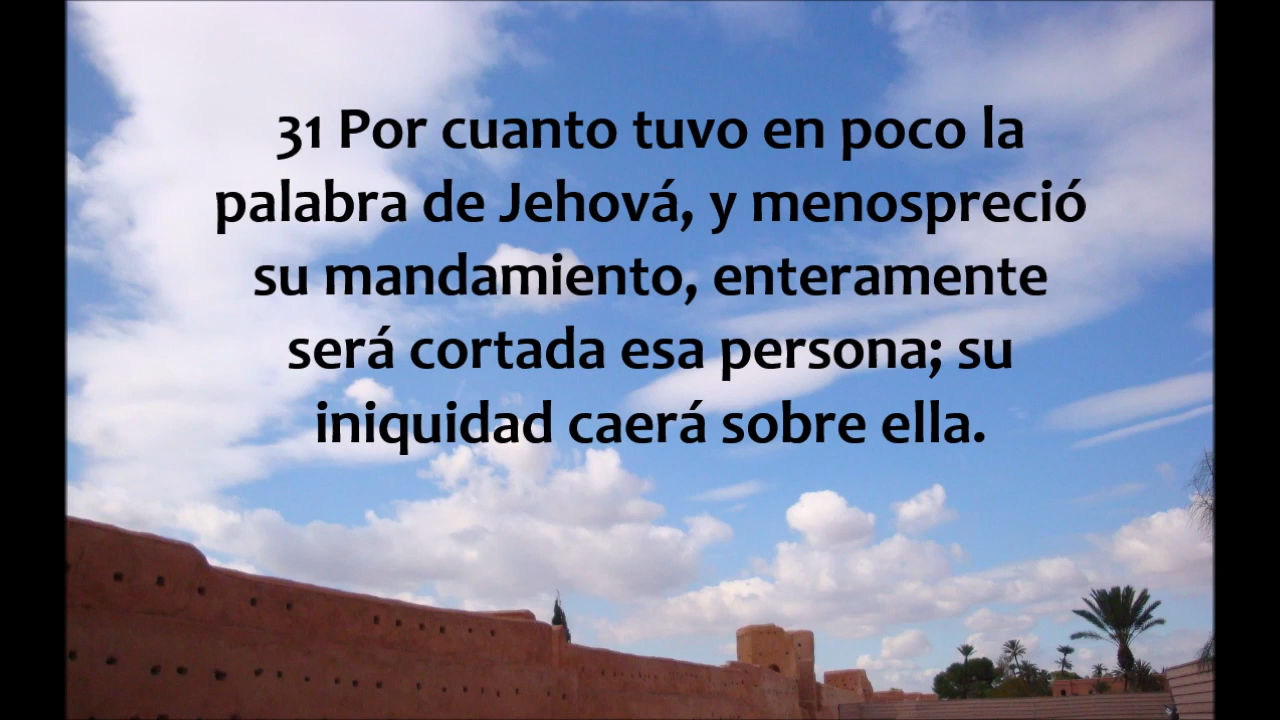 31 Por cuanto tuvo en poco la
palabra de Jehová, y menospreció
su mandamiento, enteramente
será cortada esa persona; su
iniquidad caerá sobre ella.